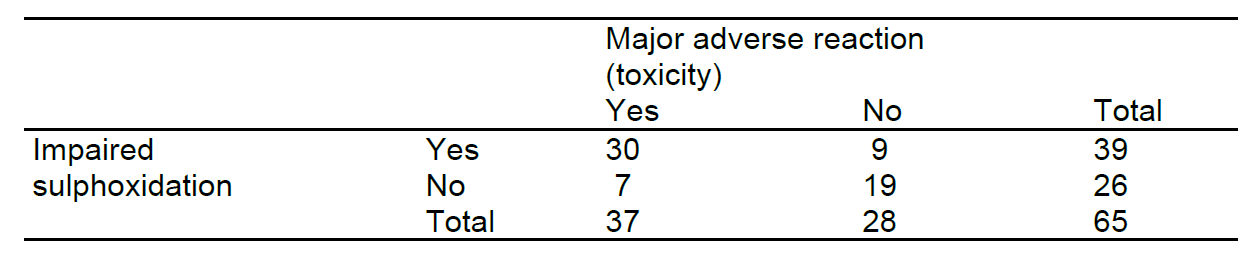 Major adverse reaction
(toxicity)
Yes No Total
Impaired Yes 30 9 39
sulphoxidation No 7 19 26
Total 37 28 65